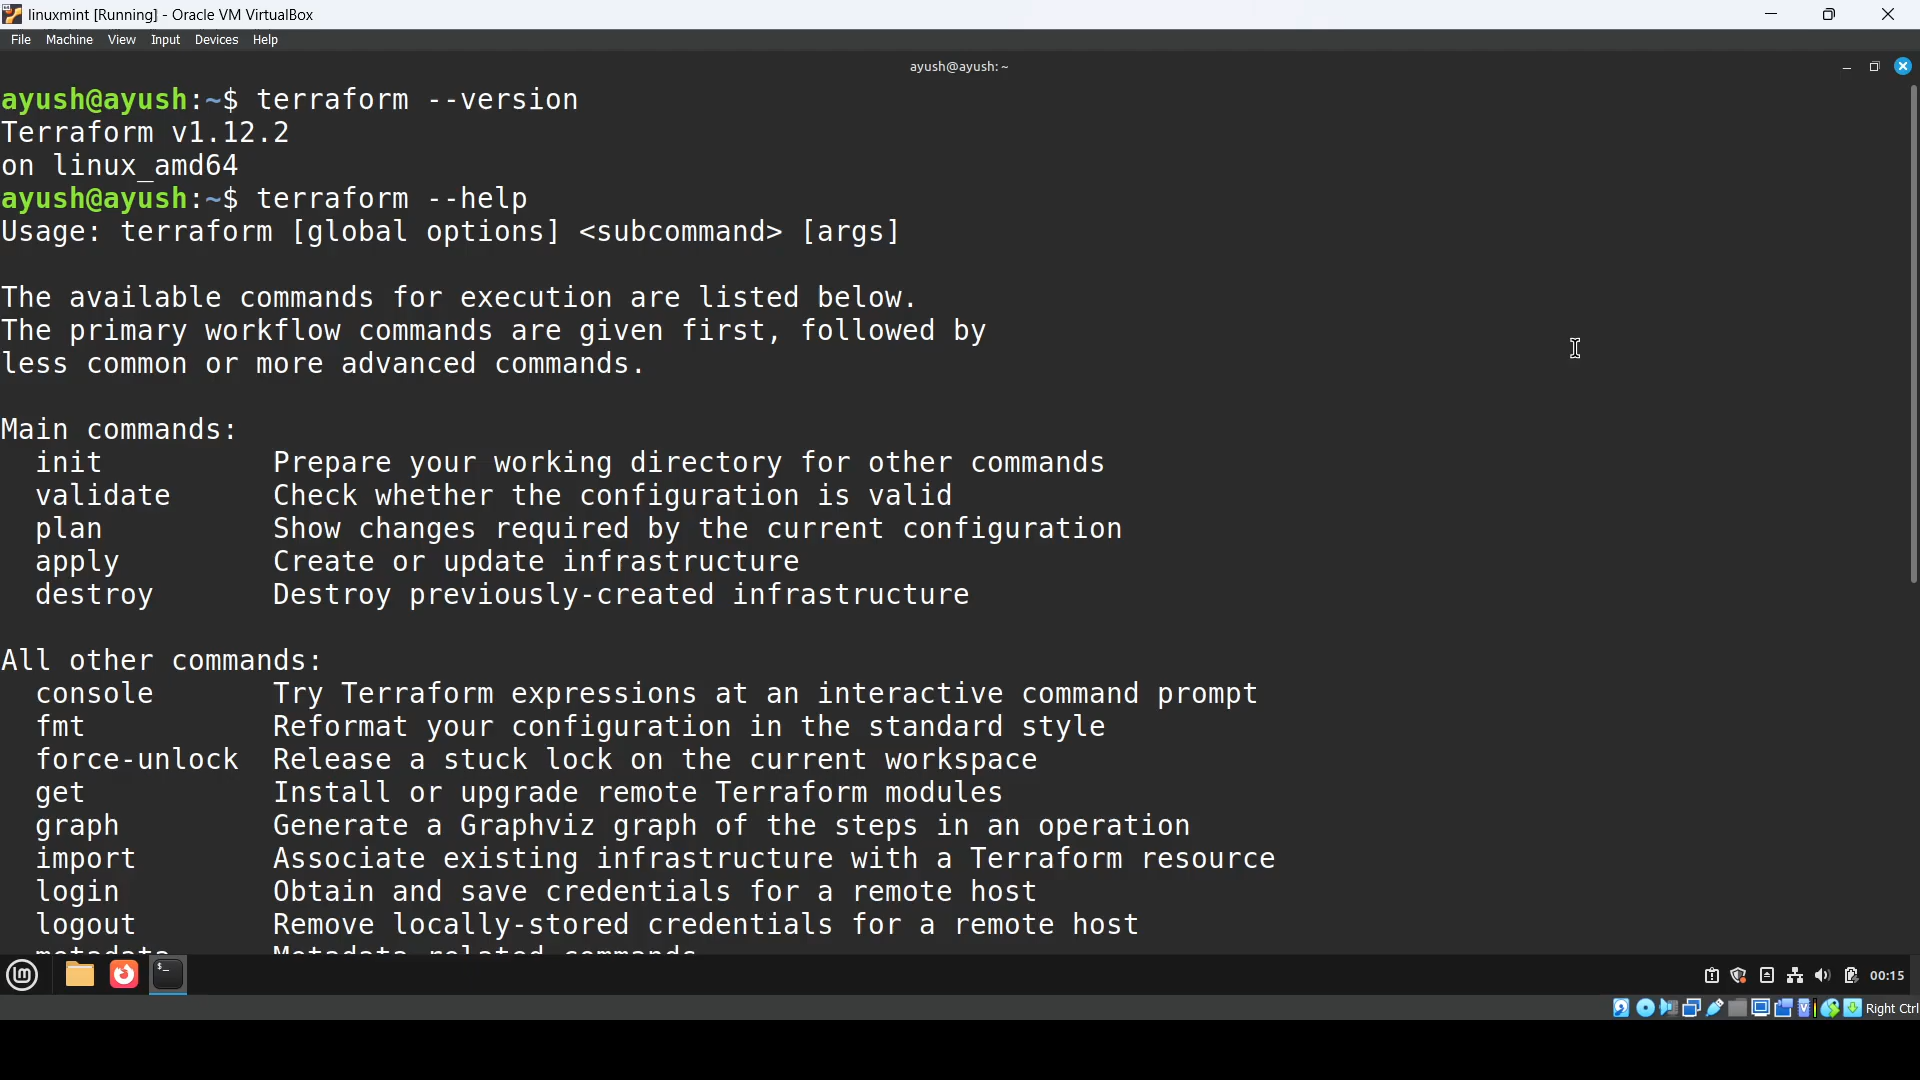 linuxmint [Running] - Oracle VM VirtualBox
File Machine View Input Devices Help
ayush@ayush: ~
ayush@ayush:~$ terraform --version
Terraform v1.12.2
on linux_amd64
ayush@ayush:~$ terraform --help
Usage: terraform [global options] <subcommand> [args]
The available commands for execution are listed below.
The primary workflow commands are given first, followed by
less common or more advanced commands.
Main commands:
init Prepare your working directory for other commands
validate Check whether the configuration is valid
plan Show changes required by the current configuration
apply Create or update infrastructure
destroy Destroy previously-created infrastructure
All other commands:
console Try Terraform expressions at an interactive command prompt
fmt Reformat your configuration in the standard style
force-unlock Release a stuck lock on the current workspace
get Install or upgrade remote Terraform modules
graph Generate a Graphviz graph of the steps in an operation
import Associate existing infrastructure with a Terraform resource
login Obtain and save credentials for a remote host
logout Remove locally-stored credentials for a remote host
metadata Metadata related commands
00:15
Right Ctrl